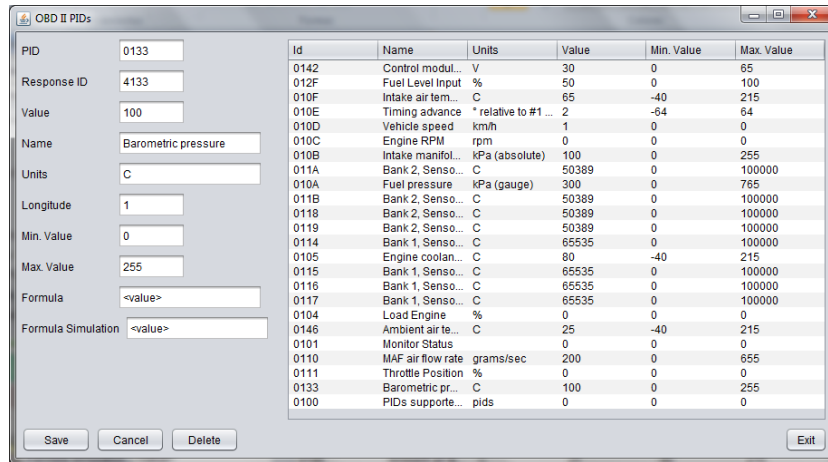 OBD II PIDs
PID 0133
Response ID 4133
Value 100
Name Barometric pressure
Units C
Longitude 1
Min. Value 0
Max. Value 255
Formula <value>
Formula Simulation <value>
Id Name Units Value Min. Value Max. Value
0142 Control modul... V 30 0 65
012F Fuel Level Input % 50 0 100
010F Intake air tem... C 65 -40 215
010E Timing advance ° relative to #1 ... 2 -64 64
010D Vehicle speed km/h 1 0 0
010C Engine RPM rpm 0 0 0
010B Intake manifol... kPa (absolute) 100 0 255
011A Bank 2, Senso... C 50389 0 100000
010A Fuel pressure kPa (gauge) 300 0 765
011B Bank 2, Senso... C 50389 0 100000
0118 Bank 2, Senso... C 50389 0 100000
0119 Bank 2, Senso... C 50389 0 100000
0114 Bank 1, Senso... C 65535 0 100000
0105 Engine coolan... C 80 -40 215
0115 Bank 1, Senso... C 65535 0 100000
0116 Bank 1, Senso... C 65535 0 100000
0117 Bank 1, Senso... C 65535 0 100000
0104 Load Engine % 0 0 0
0146 Ambient air te... C 25 -40 215
0101 Monitor Status 0 0 0
0110 MAF air flow rate grams/sec 200 0 655
0111 Throttle Position % 0 0 0
0133 Barometric pr... C 100 0 255
0100 PIDs supporte... pids 0 0 0
Save Cancel Delete Exit